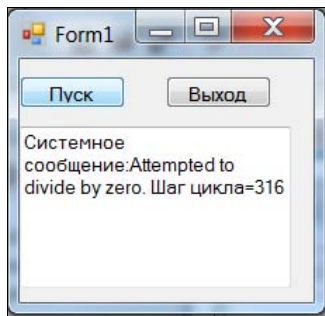 Form1
Пуск Выход
Системное
сообщение:Attempted to
divide by zero. Шаг цикла=316